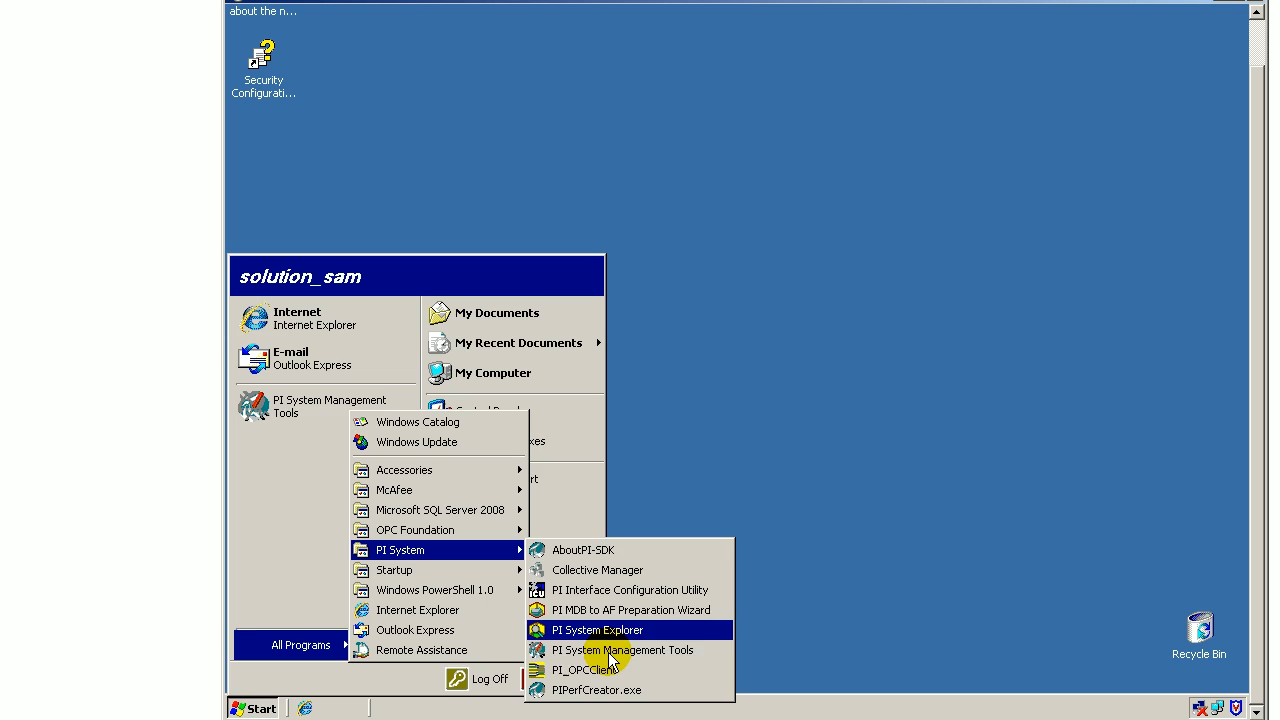 about the n...
Security
Configurati...
solution_sam
Internet
Internet Explorer
E-mail
Outlook Express
PI System Management
Tools
My Documents
My Recent Documents
My Computer
Windows Catalog
Windows Update
Accessories
McAfee
Microsoft SQL Server 2008
OPC Foundation
PI System
Startup
Windows PowerShell 1.0
Internet Explorer
Outlook Express
Remote Assistance
AboutPI-SDK
Collective Manager
PI Interface Configuration Utility
PI MDB to AF Preparation Wizard
PI System Explorer
PI System Management Tools
PI_OPCClient
PIPerfCreator.exe
All Programs
Log Off
Recycle Bin
Start